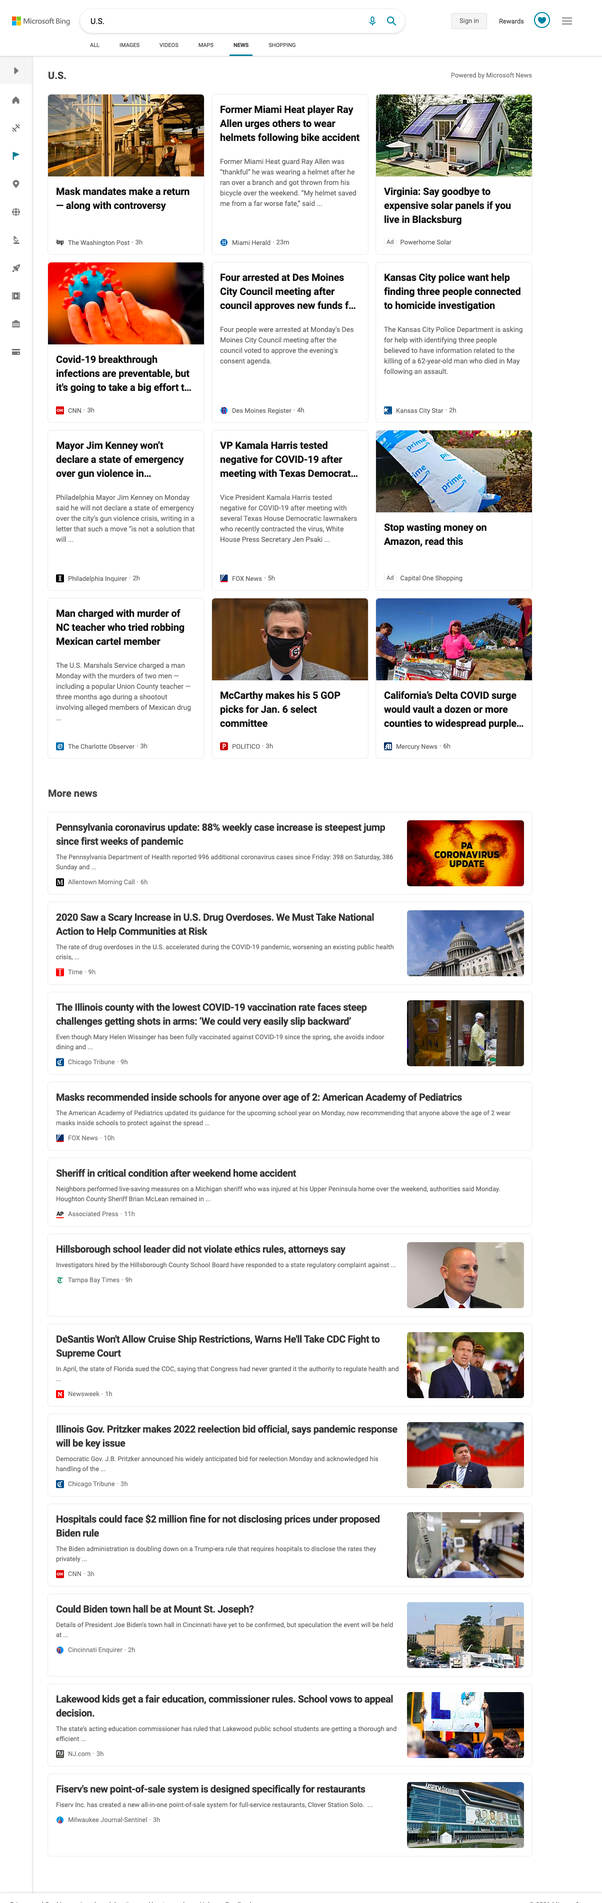 Microsoft Bing
U.S.
Sign in
Rewards
ALL
IMAGES
VIDEOS
MAPS
NEWS
SHOPPING
U.S.
Powered by Microsoft News
Mask mandates make a return
— along with controversy
wp The Washington Post · 3h
Former Miami Heat player Ray
Allen urges others to wear
helmets following bike accident
Former Miami Heat guard Ray Allen was
"thankful" he was wearing a helmet after he
ran over a branch and got thrown from his
bicycle over the weekend. "My helmet saved
me from a far worse fate," said ...
Miami Herald · 23m
Virginia: Say goodbye to
expensive solar panels if you
live in Blacksburg
Ad Powerhome Solar
Covid-19 breakthrough
infections are preventable, but
it's going to take a big effort t...
CNN · 3h
Four arrested at Des Moines
City Council meeting after
council approves new funds f...
Four people were arrested at Monday's Des
Moines City Council meeting after the
council voted to approve the evening's
consent agenda.
Des Moines Register · 4h
Kansas City police want help
finding three people connected
to homicide investigation
The Kansas City Police Department is asking
for help with identifying three people
believed to have information related to the
killing of a 62-year-old man who died in May
following an assault.
Kansas City Star · 2h
Mayor Jim Kenney won't
declare a state of emergency
over gun violence in...
Philadelphia Mayor Jim Kenney on Monday
said he will not declare a state of emergency
over the city's gun violence crisis, writing in a
letter that such a move "is not a solution that
will ...
Philadelphia Inquirer · 2h
VP Kamala Harris tested
negative for COVID-19 after
meeting with Texas Democrat...
Vice President Kamala Harris tested
negative for COVID-19 after meeting with
several Texas House Democratic lawmakers
who recently contracted the virus, White
House Press Secretary Jen Psaki ...
FOX News · 5h
prime
prime
prime
Stop wasting money on
Amazon, read this
Ad Capital One Shopping
Man charged with murder of
NC teacher who tried robbing
Mexican cartel member
The U.S. Marshals Service charged a man
Monday with the murders of two men —
including a popular Union County teacher —
three months ago during a shootout
involving alleged members of Mexican drug
...
The Charlotte Observer · 3h
McCarthy makes his 5 GOP
picks for Jan. 6 select
committee
POLITICO · 3h
California's Delta COVID surge
would vault a dozen or more
counties to widespread purple...
Mercury News · 6h
More news
Pennsylvania coronavirus update: 88% weekly case increase is steepest jump
since first weeks of pandemic
The Pennsylvania Department of Health reported 996 additional coronavirus cases since Friday: 398 on Saturday, 386
Sunday and ...
Allentown Morning Call · 6h
PA
CORONAVIRUS
UPDATE
2020 Saw a Scary Increase in U.S. Drug Overdoses. We Must Take National
Action to Help Communities at Risk
The rate of drug overdoses in the U.S. accelerated during the COVID-19 pandemic, worsening an existing public health
crisis, ...
Time · 9h
The Illinois county with the lowest COVID-19 vaccination rate faces steep
challenges getting shots in arms: 'We could very easily slip backward'
Even though Mary Helen Wissinger has been fully vaccinated against COVID-19 since the spring, she avoids indoor
dining and ...
Chicago Tribune · 9h
Masks recommended inside schools for anyone over age of 2: American Academy of Pediatrics
The American Academy of Pediatrics updated its guidance for the upcoming school year on Monday, now recommending that anyone above the age of 2 wear
masks inside schools to protect against the spread ...
FOX News · 10h
Sheriff in critical condition after weekend home accident
Neighbors performed live-saving measures on a Michigan sheriff who was injured at his Upper Peninsula home over the weekend, authorities said Monday.
Houghton County Sheriff Brian McLean remained in ...
AP Associated Press · 11h
Hillsborough school leader did not violate ethics rules, attorneys say
Investigators hired by the Hillsborough County School Board have responded to a state regulatory complaint against ...
Tampa Bay Times · 9h
DeSantis Won't Allow Cruise Ship Restrictions, Warns He'll Take CDC Fight to
Supreme Court
In April, the state of Florida sued the CDC, saying that Congress had never granted it the authority to regulate health and
...
Newsweek · 1h
Illinois Gov. Pritzker makes 2022 reelection bid official, says pandemic response
will be key issue
Democratic Gov. J.B. Pritzker announced his widely anticipated bid for reelection Monday and acknowledged his
handling of the ...
Chicago Tribune · 3h
Hospitals could face $2 million fine for not disclosing prices under proposed
Biden rule
The Biden administration is doubling down on a Trump-era rule that requires hospitals to disclose the rates they
privately ...
CNN · 3h
Could Biden town hall be at Mount St. Joseph?
Details of President Joe Biden's town hall in Cincinnati have yet to be confirmed, but speculation the event will be held
at ...
Cincinnati Enquirer · 2h
Lakewood kids get a fair education, commissioner rules. School vows to appeal
decision.
The state's acting education commissioner has ruled that Lakewood public school students are getting a thorough and
efficient ...
NJ.com · 3h
Fiserv's new point-of-sale system is designed specifically for restaurants
Fiserv Inc. has created a new all-in-one point-of-sale system for full-service restaurants, Clover Station Solo. ...
Milwaukee Journal-Sentinel · 3h